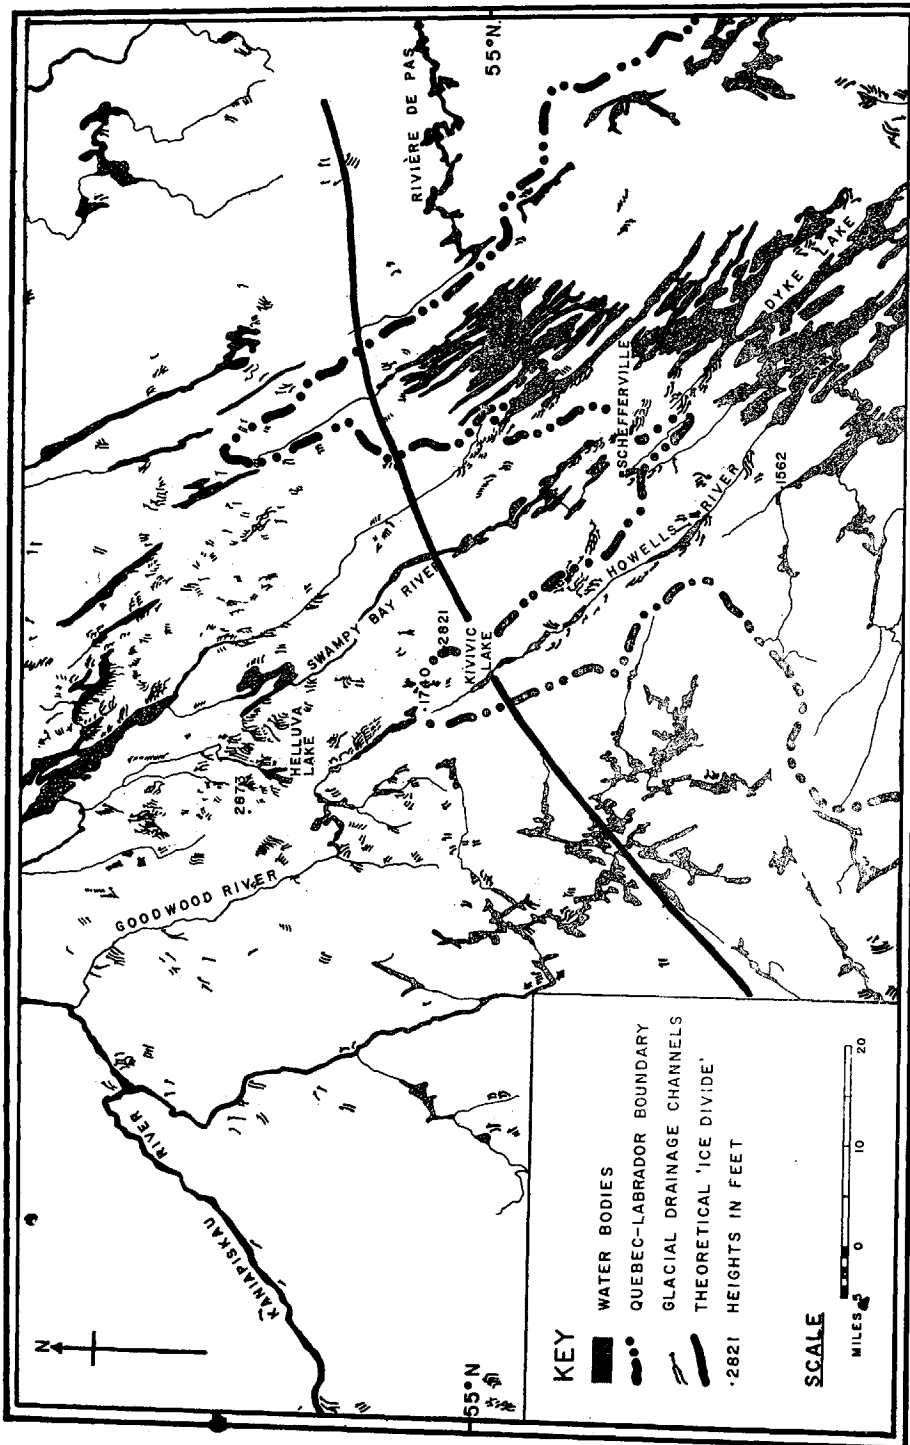 N
55°N.
RIVIÈRE DE PAS
KANIAPISKAU
RIVER
GOODWOOD RIVER
2873
HELLUVA
LAKE
SWAMPY BAY RIVER
·1740
·2821
KIVIVIC
LAKE
SCHEFFERVILLE
HOWELLS RIVER
DYKE LAKE
1562
55°N
KEY
WATER BODIES
QUEBEC-LABRADOR BOUNDARY
GLACIAL DRAINAGE CHANNELS
THEORETICAL 'ICE DIVIDE'
·2821 HEIGHTS IN FEET
SCALE
MILES 5 0 10 20